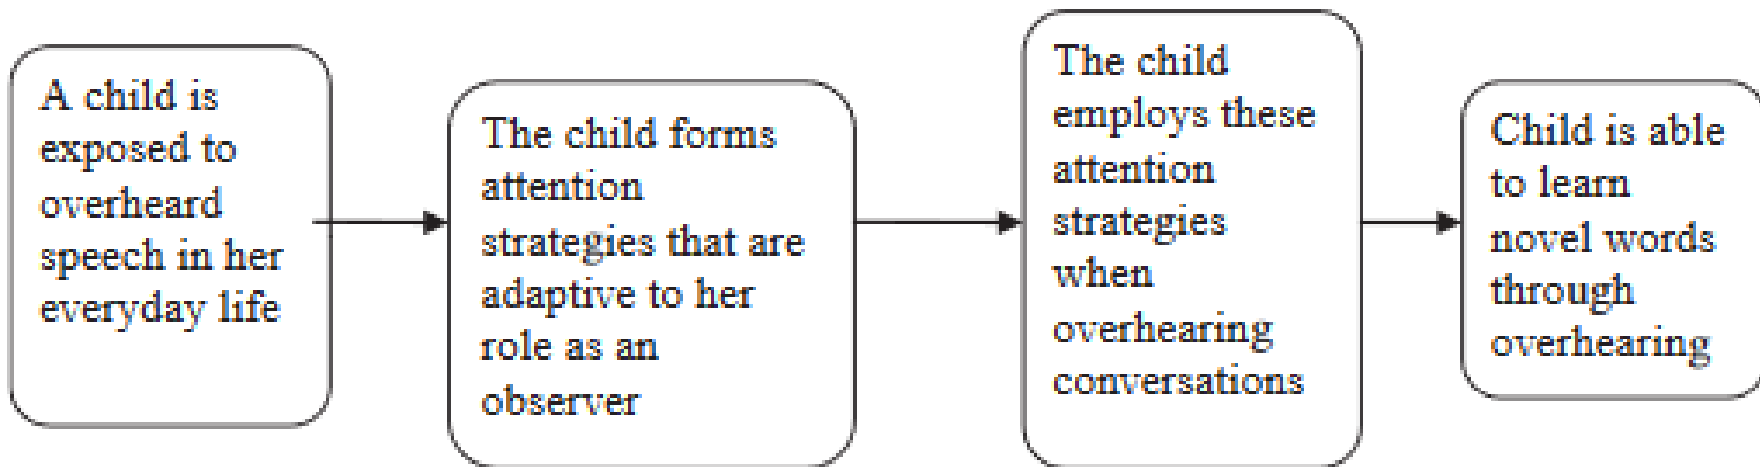 A child is
exposed to
overheard
speech in her
everyday life
The child forms
attention
strategies that are
adaptive to her
role as an
observer
The child
employs these
attention
strategies
when
overhearing
conversations
Child is able
to learn
novel words
through
overhearing